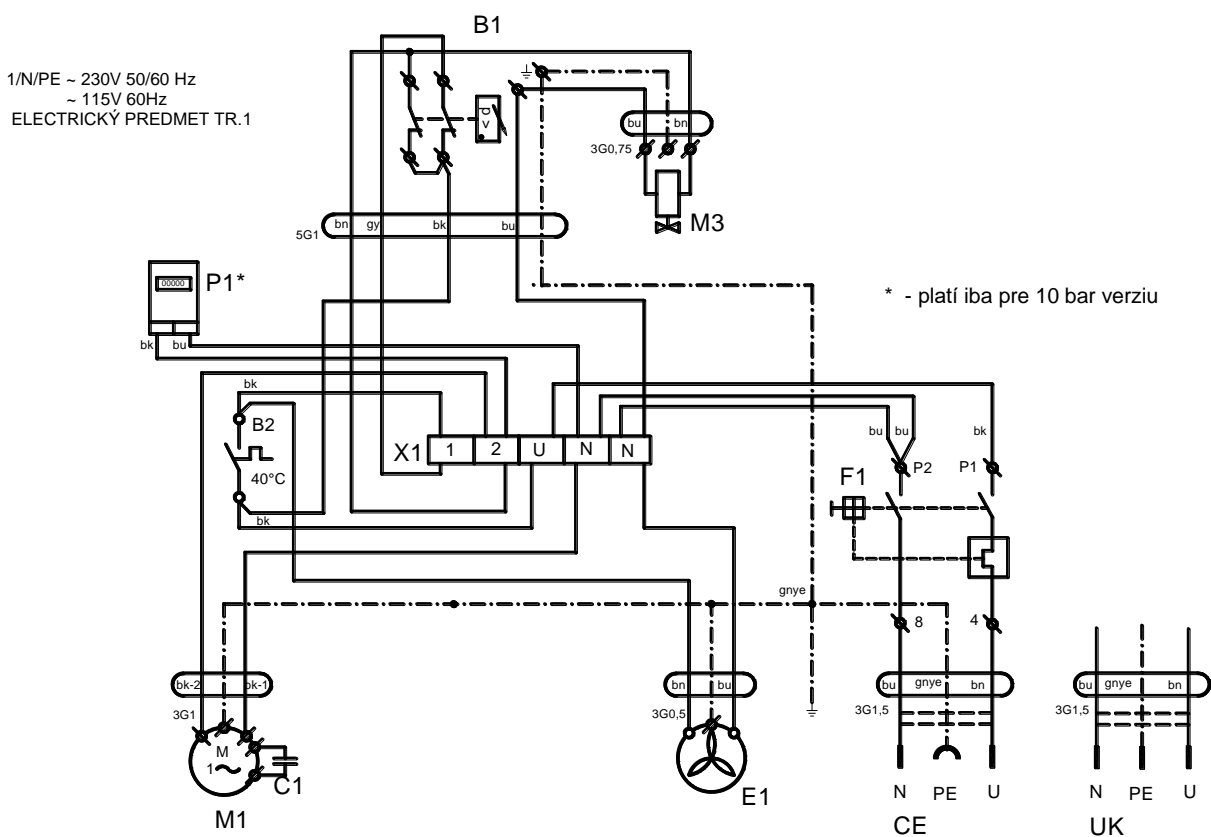 B1
1/N/PE ~ 230V 50/60 Hz
~ 115V 60Hz
ELECTRICKÝ PREDMET TR.1
p
v
bu
bn
3G0,75
M3
bn
gy
bk
bu
5G1
P1*
00000
* - platí iba pre 10 bar verziu
bk
bu
bk
B2
40°C
bk
X1
1
2
U
N
N
bu
bu
bk
P2
P1
F1
gnye
8
4
bk-2
bk-1
3G1
M
1
C1
M1
bn
bu
3G0,5
E1
bu
gnye
bn
3G1,5
N
PE
U
CE
bu
gnye
bn
3G1,5
N
PE
U
UK